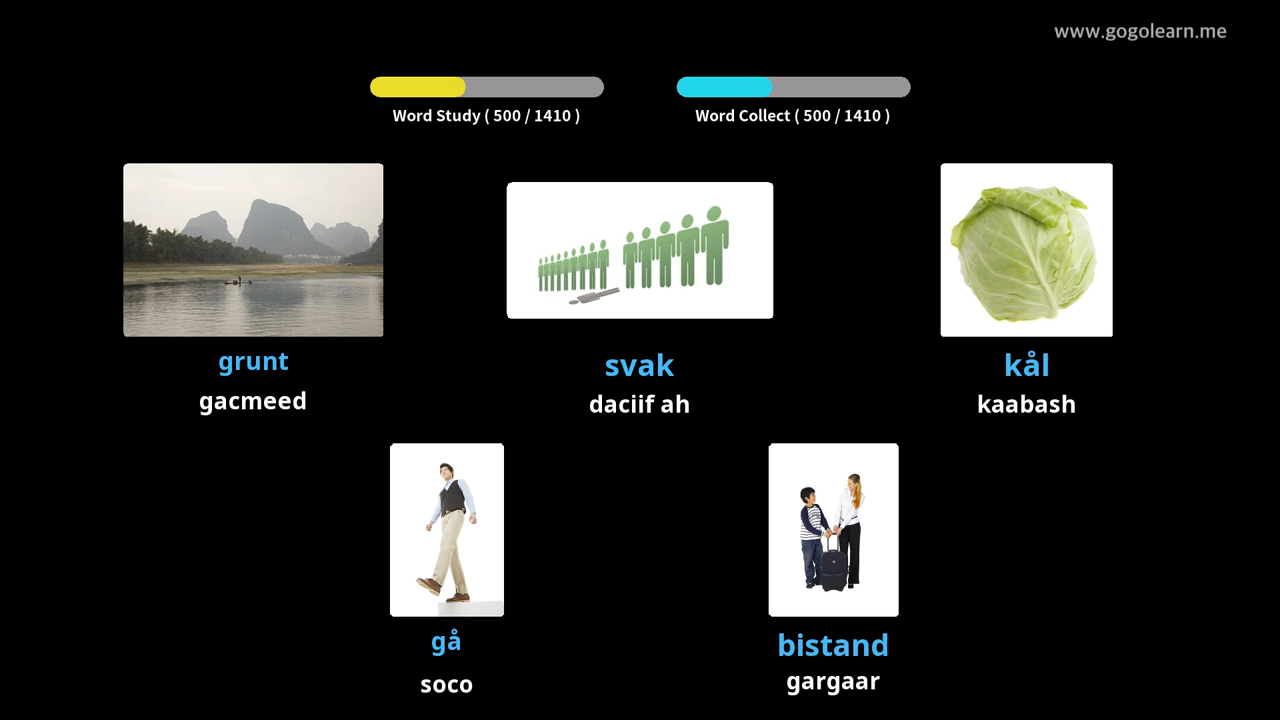 www.gogolearn.me
Word Study ( 500 / 1410 )
Word Collect ( 500 / 1410 )
grunt
gacmeed
svak
daciif ah
kål
kaabash
gå
soco
bistand
gargaar